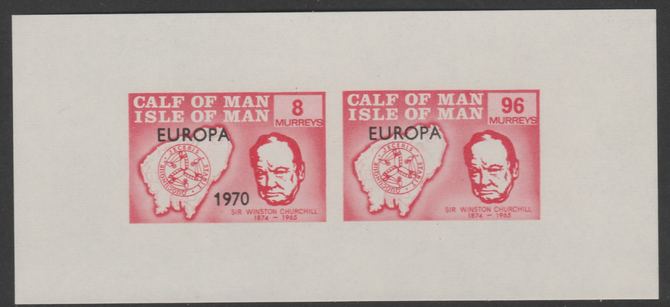 CALF OF MAN
ISLE OF MAN
8
MURREYS
EUROPA
1970
SIR WINSTON CHURCHILL
1874 – 1965
CALF OF MAN
ISLE OF MAN
96
MURREYS
EUROPA
SIR WINSTON CHURCHILL
1874 – 1965